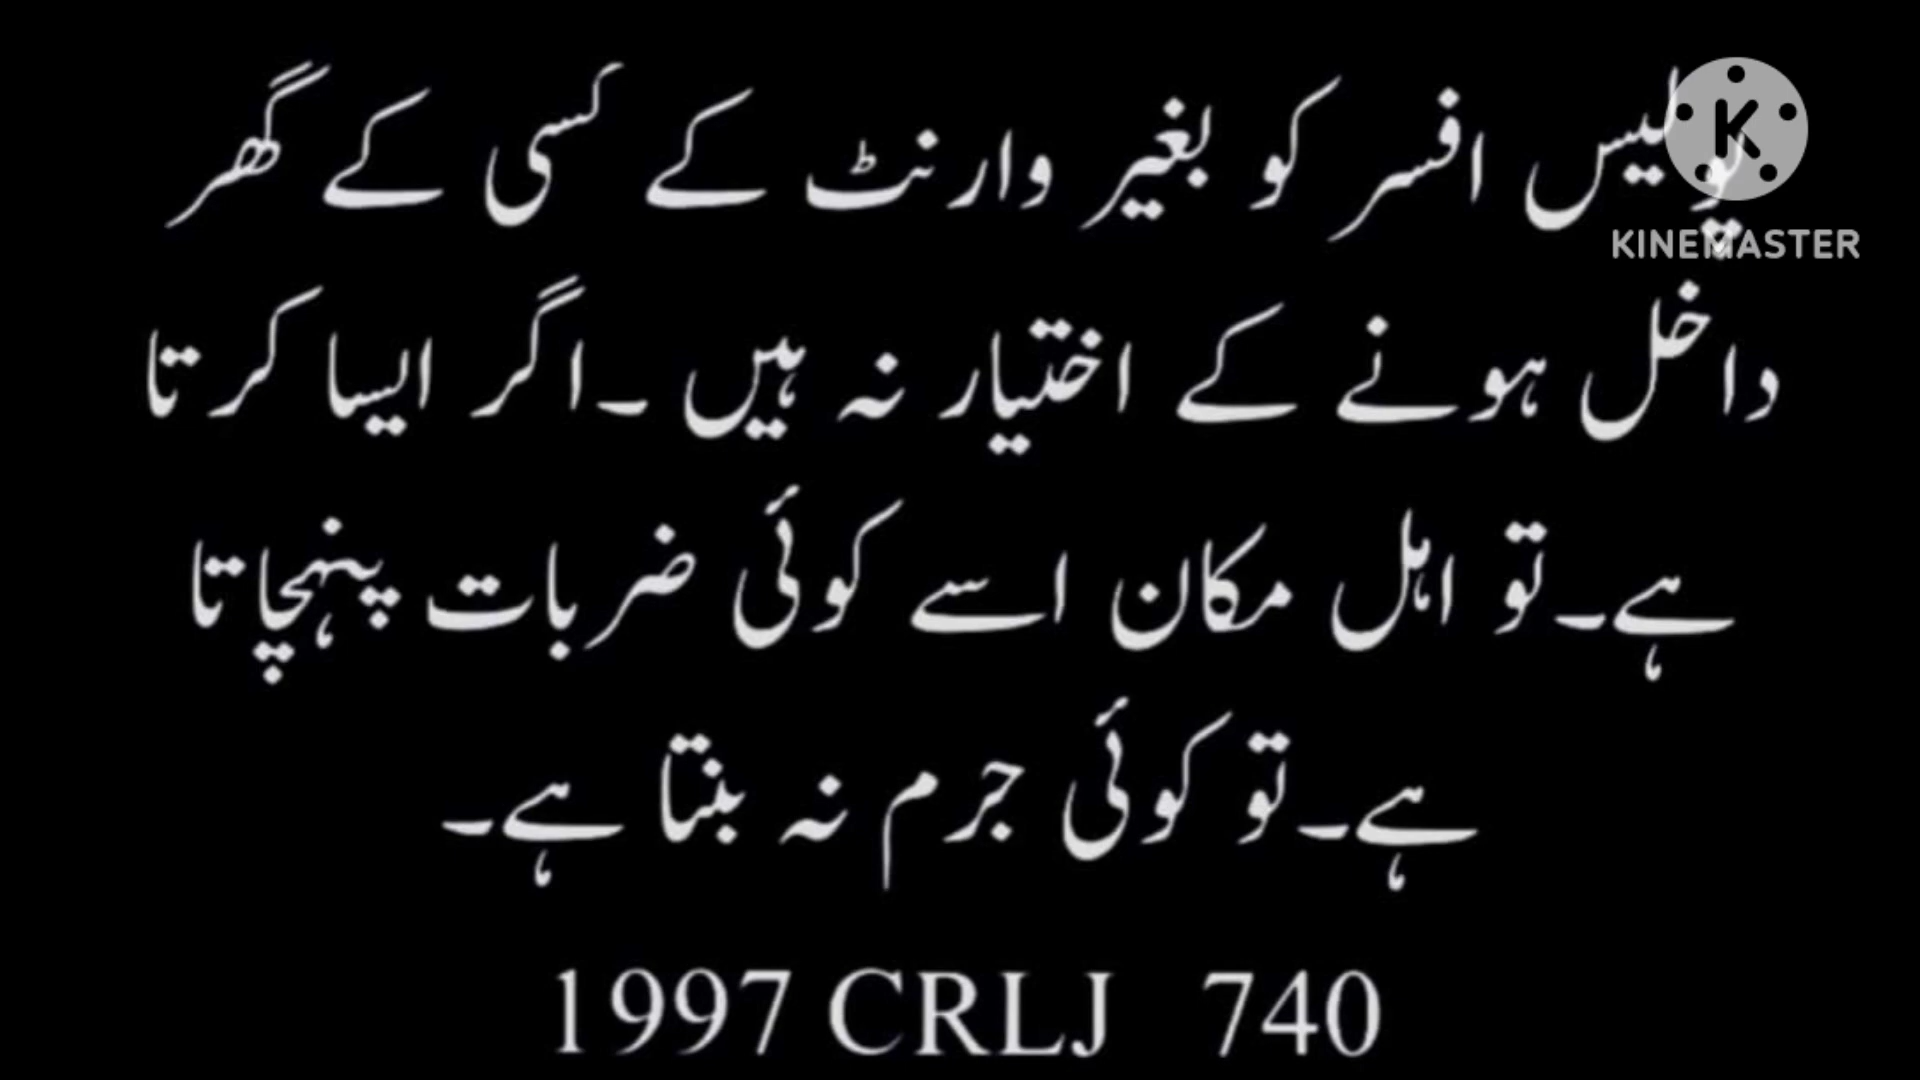 پولیس افسر کو بغیر وارنٹ کے کسی کے گھر
داخل ہونے کے اختیار نہ ہیں ۔اگر ایسا کرتا
ہے۔تو اہل مکان اسے کوئی ضربات پہنچاتا
ہے۔تو کوئی جرم نہ بنتا ہے۔
1997 CRLJ 740
K
KINEMASTER